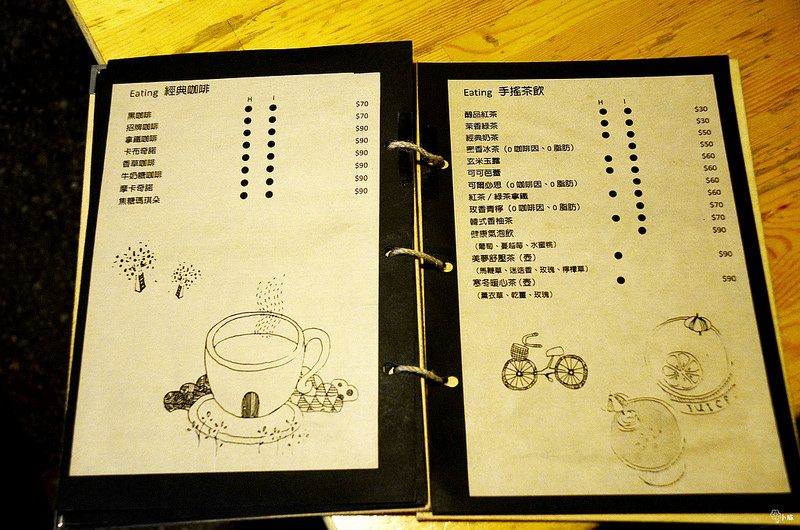 Eating 經典咖啡
H I
黑咖啡 $70
招牌咖啡 $70
拿鐵咖啡 $90
卡布奇諾 $90
香草咖啡 $90
牛奶糖咖啡 $90
摩卡奇諾 $90
焦糖瑪琪朵 $90
Eating 手搖茶飲
H I
醇品紅茶 $30
茉香綠茶 $30
經典奶茶 $50
密香冰茶（0 咖啡因、0 脂肪） $50
玄米玉露 $60
可可芭蕾 $60
可爾必思（0 咖啡因、0 脂肪） $60
紅茶 / 綠茶拿鐵 $60
玫香青檸（0 咖啡因、0 脂肪） $70
韓式香柚茶 $70
健康氣泡飲 $90
（葡萄、蔓越莓、水蜜桃）
美夢舒壓茶（壺） $90
（馬鞭草、迷迭香、玫瑰、檸檬草）
寒冬暖心茶（壺） $90
（薰衣草、乾薑、玫瑰）
JUICE